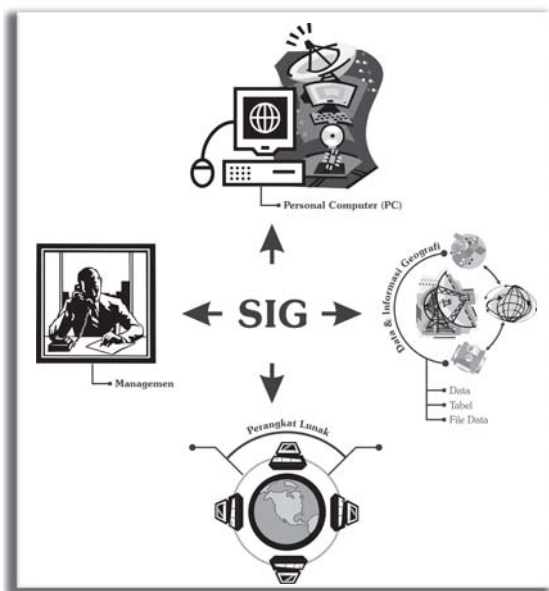 Personal Computer (PC)
Data & Informasi Geografi
SIG
Managemen
Data
Tabel
File Data
Perangkat Lunak